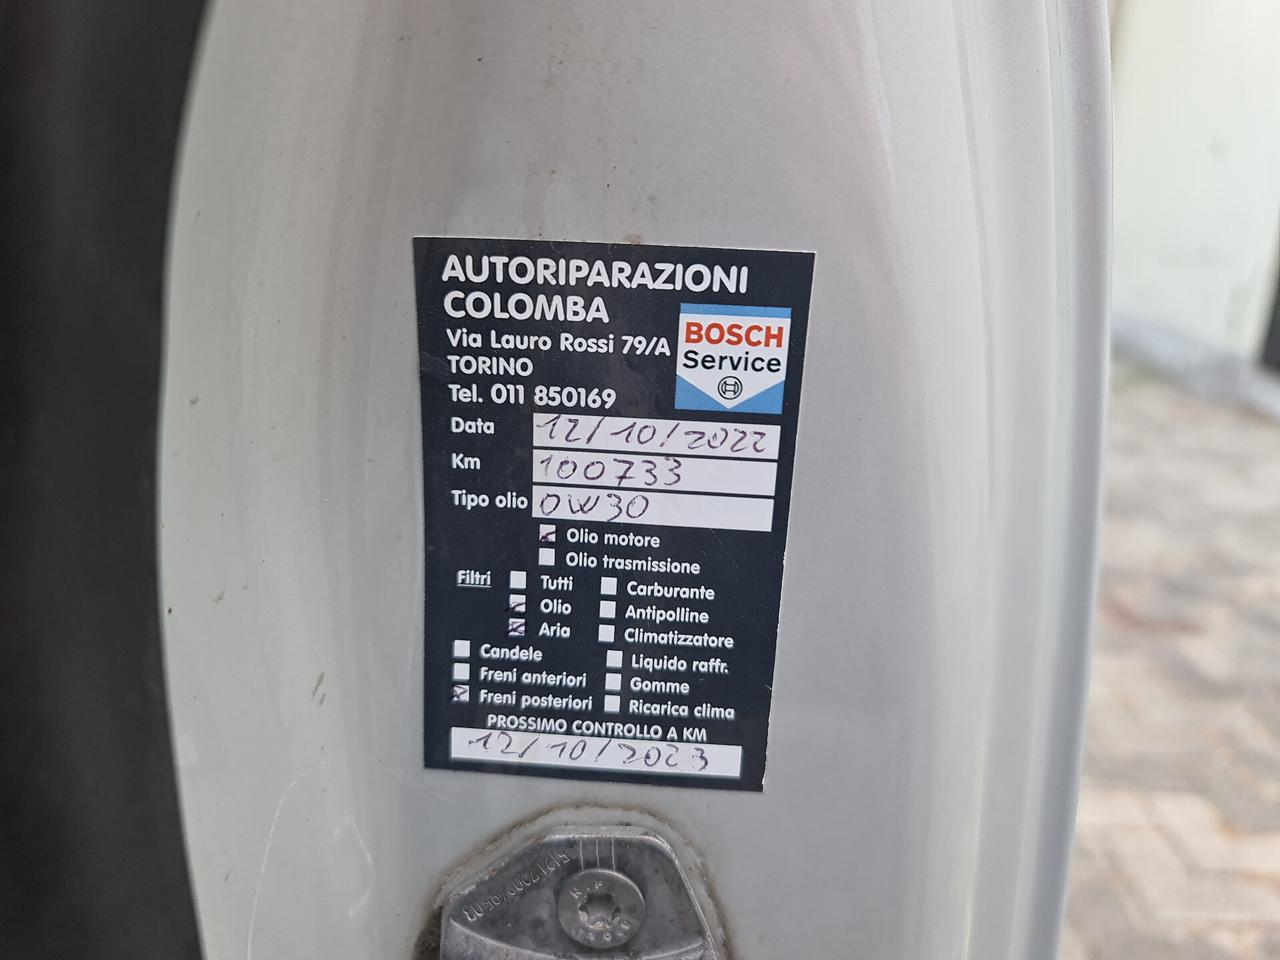 AUTORIPARAZIONI
COLOMBA
Via Lauro Rossi 79/A
TORINO
Tel. 011 850169
BOSCH
Service
Data 12/10/2022
Km 100733
Tipo olio 0W30
Olio motore
Olio trasmissione
Filtri Tutti Carburante
Olio Antipolline
Aria Climatizzatore
Candele Liquido raffr.
Freni anteriori Gomme
Freni posteriori Ricarica clima
PROSSIMO CONTROLLO A KM
12/10/2023